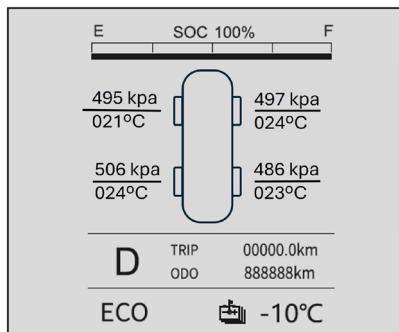 E SOC 100% F
495 kpa 497 kpa
021ºC 024ºC
506 kpa 486 kpa
024ºC 023ºC
D TRIP 00000.0km
ODO 888888km
ECO -10℃